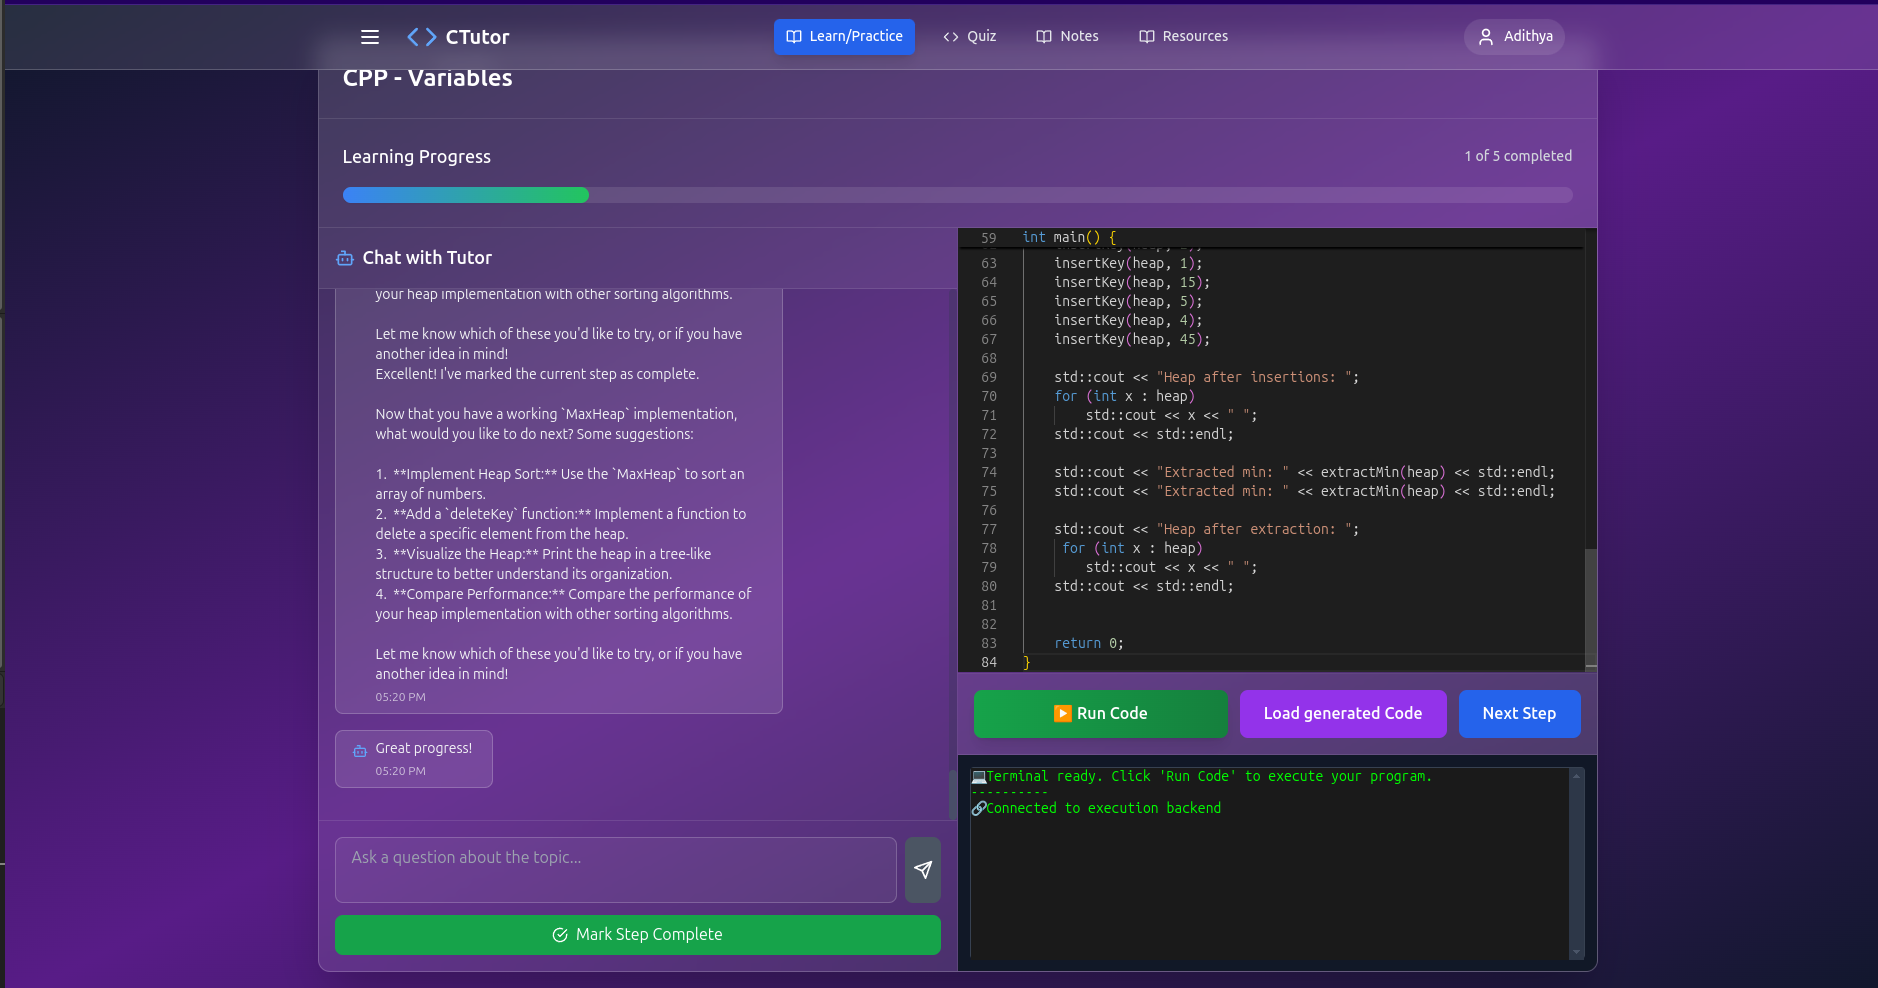 CTutor
Learn/Practice
Quiz
Notes
Resources
Adithya
CPP - Variables
Learning Progress
1 of 5 completed
Chat with Tutor
your heap implementation with other sorting algorithms.
Let me know which of these you'd like to try, or if you have
another idea in mind!
Excellent! I've marked the current step as complete.
Now that you have a working `MaxHeap` implementation,
what would you like to do next? Some suggestions:
1. **Implement Heap Sort:** Use the `MaxHeap` to sort an
array of numbers.
2. **Add a `deleteKey` function:** Implement a function to
delete a specific element from the heap.
3. **Visualize the Heap:** Print the heap in a tree-like
structure to better understand its organization.
4. **Compare Performance:** Compare the performance of
your heap implementation with other sorting algorithms.
Let me know which of these you'd like to try, or if you have
another idea in mind!
05:20 PM
Great progress!
05:20 PM
Ask a question about the topic...
Mark Step Complete
59 int main() {
63 insertKey(heap, 1);
64 insertKey(heap, 15);
65 insertKey(heap, 5);
66 insertKey(heap, 4);
67 insertKey(heap, 45);
68
69 std::cout << "Heap after insertions: ";
70 for (int x : heap)
71 std::cout << x << " ";
72 std::cout << std::endl;
73
74 std::cout << "Extracted min: " << extractMin(heap) << std::endl;
75 std::cout << "Extracted min: " << extractMin(heap) << std::endl;
76
77 std::cout << "Heap after extraction: ";
78 for (int x : heap)
79 std::cout << x << " ";
80 std::cout << std::endl;
81
82
83 return 0;
84 }
▶️ Run Code
Load generated Code
Next Step
💻Terminal ready. Click 'Run Code' to execute your program.
----------
🔗Connected to execution backend